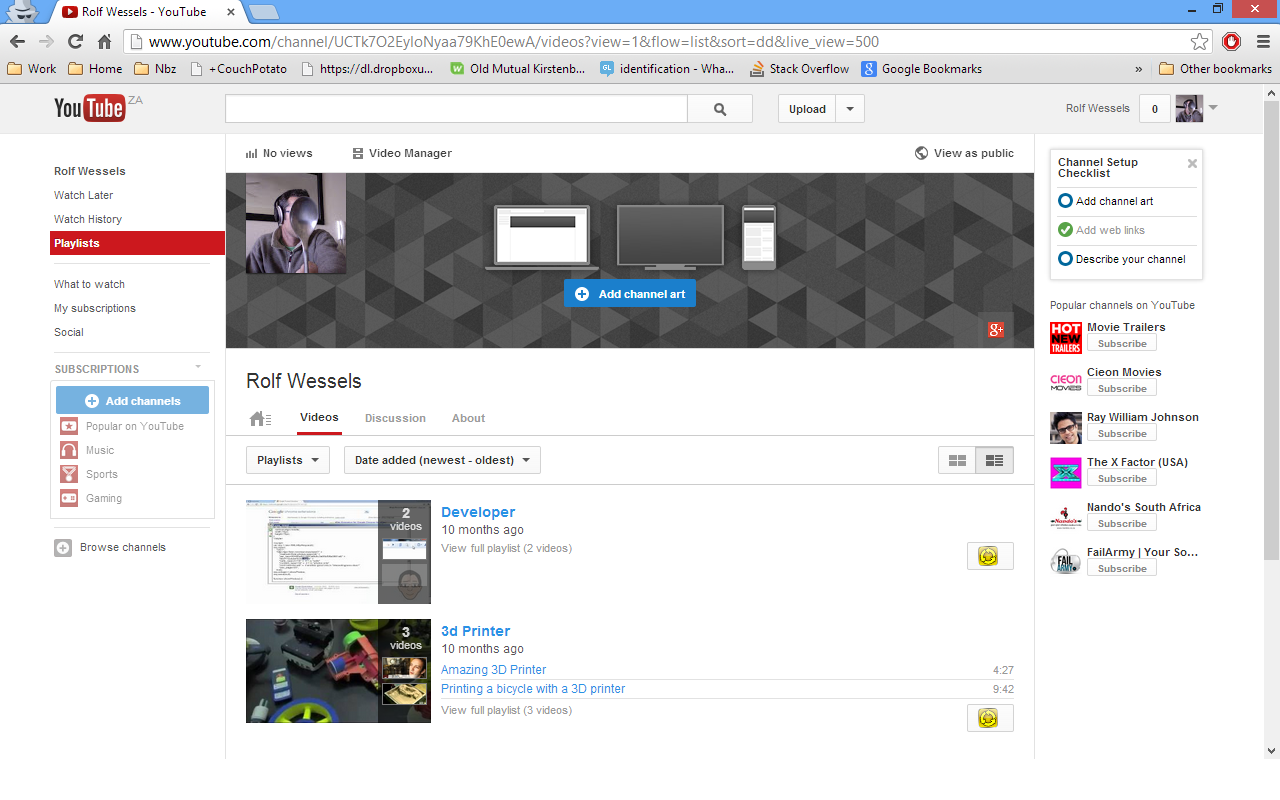 Rolf Wessels - YouTube
www.youtube.com/channel/UCTk7O2EyloNyaa79KhE0ewA/videos?view=1&flow=list&sort=dd&live_view=500
Work Home Nbz +CouchPotato https://dl.dropboxu... Old Mutual Kirstenb... identification - Wha... Stack Overflow Google Bookmarks » Other bookmarks
YouTube ZA
Upload
Rolf Wessels 0
Rolf Wessels
Watch Later
Watch History
Playlists
What to watch
My subscriptions
Social
SUBSCRIPTIONS
Add channels
Popular on YouTube
Music
Sports
Gaming
Browse channels
No views Video Manager View as public
Add channel art
g+
Rolf Wessels
Videos Discussion About
Playlists Date added (newest - oldest)
2 videos
Developer
10 months ago
View full playlist (2 videos)
3 videos
3d Printer
10 months ago
Amazing 3D Printer 4:27
Printing a bicycle with a 3D printer 9:42
View full playlist (3 videos)
Channel Setup
Checklist
Add channel art
Add web links
Describe your channel
Popular channels on YouTube
HOT NEW TRAILERS
Movie Trailers
Subscribe
CIEON MOVIES
Cieon Movies
Subscribe
Ray William Johnson
Subscribe
X
The X Factor (USA)
Subscribe
Nando's
Nando's South Africa
Subscribe
FAIL ARMY
FailArmy | Your So...
Subscribe